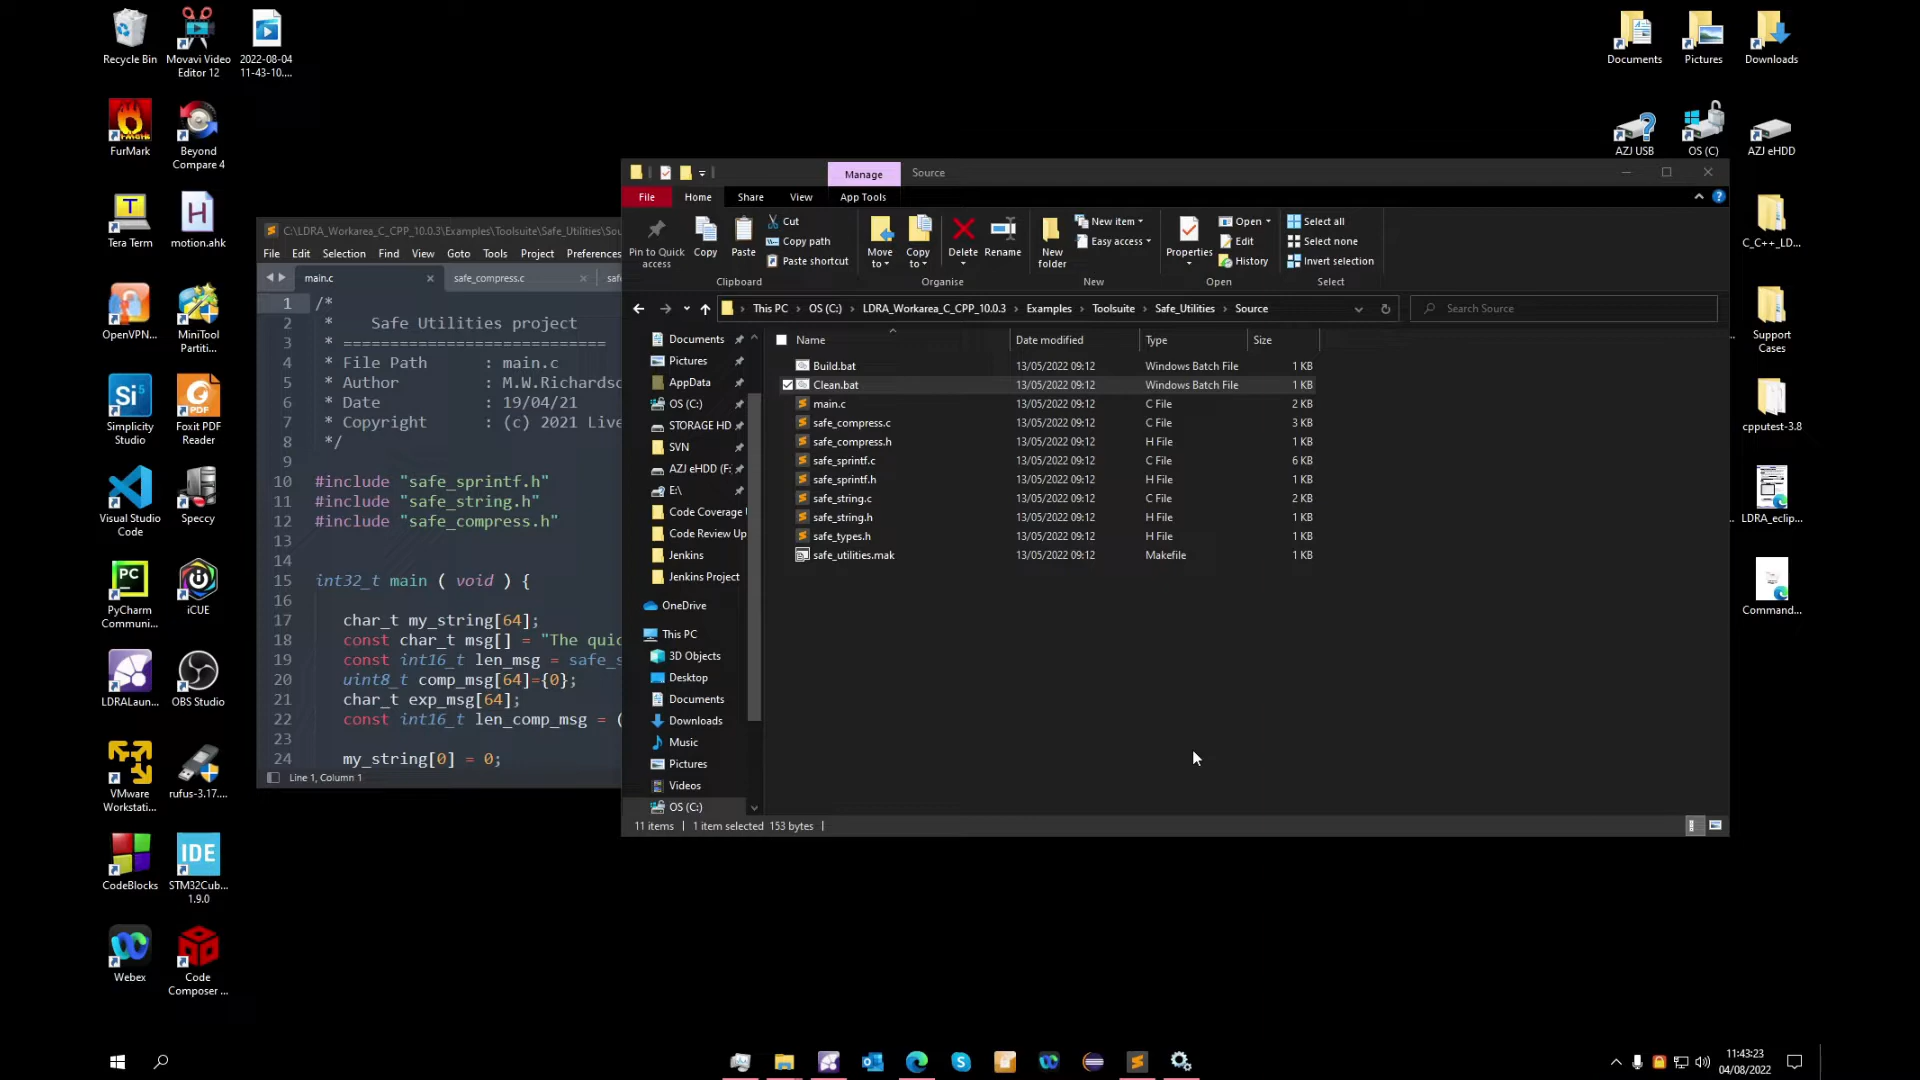 Recycle Bin
Movavi Video
Editor 12
2022-08-04
11-43-10....
FurMark
Beyond
Compare 4
Tera Term
motion.ahk
OpenVPN...
MiniTool
Partiti...
Simplicity
Studio
Foxit PDF
Reader
Visual Studio
Code
Speccy
PyCharm
Communi...
iCUE
LDRALaun...
OBS Studio
VMware
Workstati...
rufus-3.17....
CodeBlocks
STM32Cub...
1.9.0
Webex
Code
Composer ...
Documents
Pictures
Downloads
AZJ USB
OS (C)
AZJ eHDD
C_C++_LD...
Support
Cases
cpputest-3.8
LDRA_eclip...
Command...
C:\LDRA_Workarea_C_CPP_10.0.3\Examples\Toolsuite\Safe_Utilities\Sou
File Edit Selection Find View Goto Tools Project Preferences
main.c
safe_compress.c
saf
1 /*
2 * Safe Utilities project
3 * ============================
4 * File Path : main.c
5 * Author : M.W.Richardso
6 * Date : 19/04/21
7 * Copyright : (c) 2021 Live
8 */
9
10 #include "safe_sprintf.h"
11 #include "safe_string.h"
12 #include "safe_compress.h"
13
14
15 int32_t main ( void ) {
16
17 char_t my_string[64];
18 const char_t msg[] = "The quic
19 const int16_t len_msg = safe_s
20 uint8_t comp_msg[64]={0};
21 char_t exp_msg[64];
22 const int16_t len_comp_msg = (
23
24 my_string[0] = 0;
Line 1, Column 1
Manage
Source
File Home Share View App Tools
Pin to Quick
access
Copy
Paste
Cut
Copy path
Paste shortcut
Clipboard
Move
to
Copy
to
Delete
Rename
Organise
New
folder
New item
Easy access
New
Properties
Open
Edit
History
Open
Select all
Select none
Invert selection
Select
This PC > OS (C:) > LDRA_Workarea_C_CPP_10.0.3 > Examples > Toolsuite > Safe_Utilities > Source
Search Source
Documents
Pictures
AppData
OS (C:)
STORAGE HD
SVN
AZJ eHDD (F:
E:\
Code Coverage
Code Review Up
Jenkins
Jenkins Project
OneDrive
This PC
3D Objects
Desktop
Documents
Downloads
Music
Pictures
Videos
OS (C:)
Name Date modified Type Size
Build.bat 13/05/2022 09:12 Windows Batch File 1 KB
Clean.bat 13/05/2022 09:12 Windows Batch File 1 KB
main.c 13/05/2022 09:12 C File 2 KB
safe_compress.c 13/05/2022 09:12 C File 3 KB
safe_compress.h 13/05/2022 09:12 H File 1 KB
safe_sprintf.c 13/05/2022 09:12 C File 6 KB
safe_sprintf.h 13/05/2022 09:12 H File 1 KB
safe_string.c 13/05/2022 09:12 C File 2 KB
safe_string.h 13/05/2022 09:12 H File 1 KB
safe_types.h 13/05/2022 09:12 H File 1 KB
safe_utilities.mak 13/05/2022 09:12 Makefile 1 KB
11 items | 1 item selected 153 bytes |
11:43:23
04/08/2022